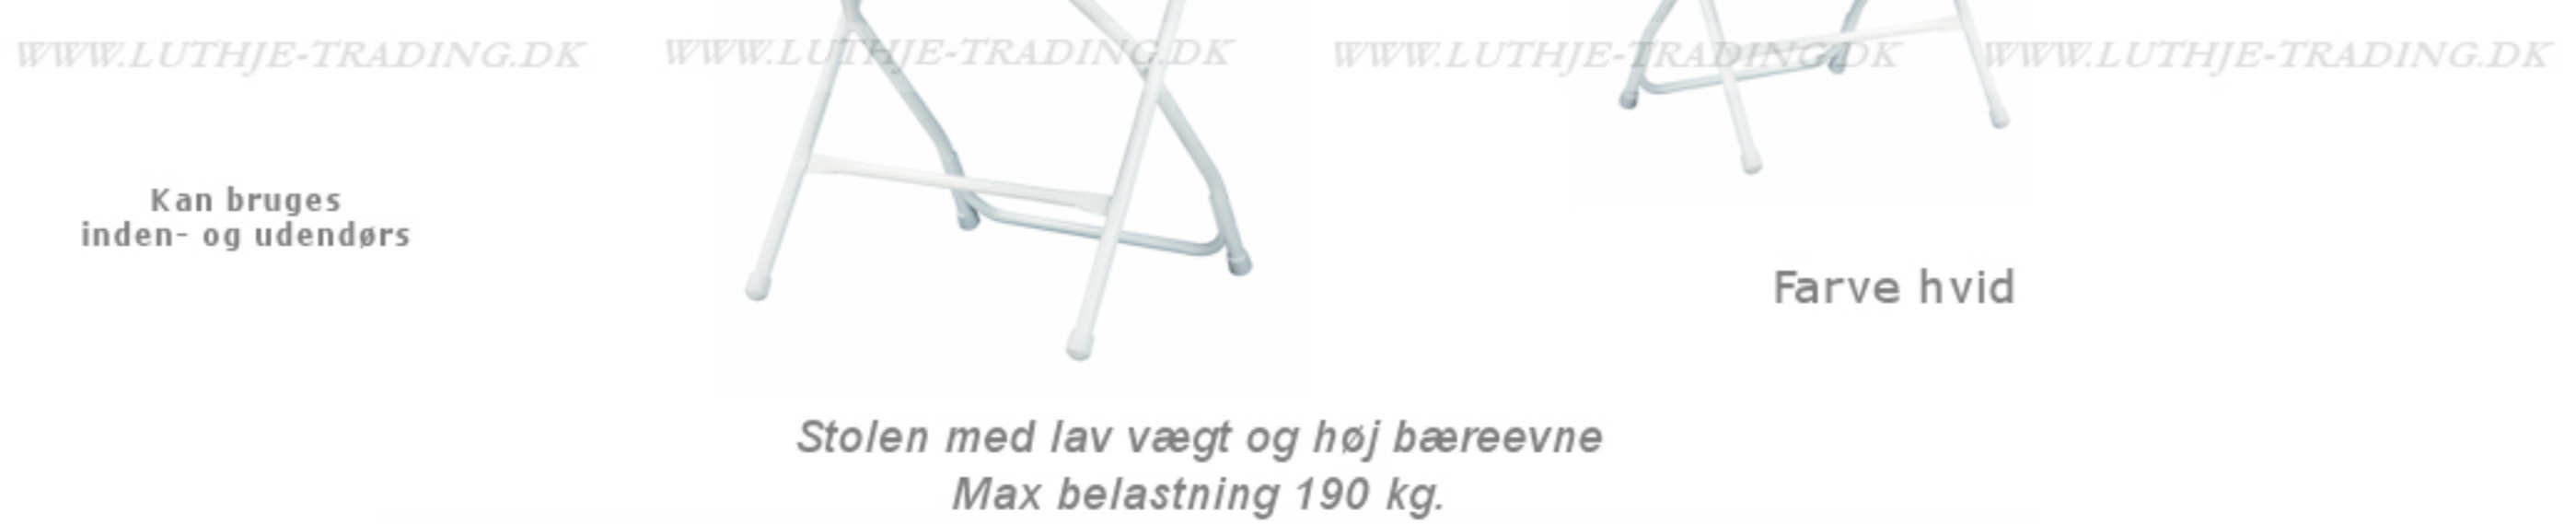 WWW.LUTHJE-TRADING.DK WWW.LUTHJE-TRADING.DK WWW.LUTHJE-TRADING.DK WWW.LUTHJE-TRADING.DK
Kan bruges
inden- og udendørs
Farve hvid
Stolen med lav vægt og høj bæreevne
Max belastning 190 kg.